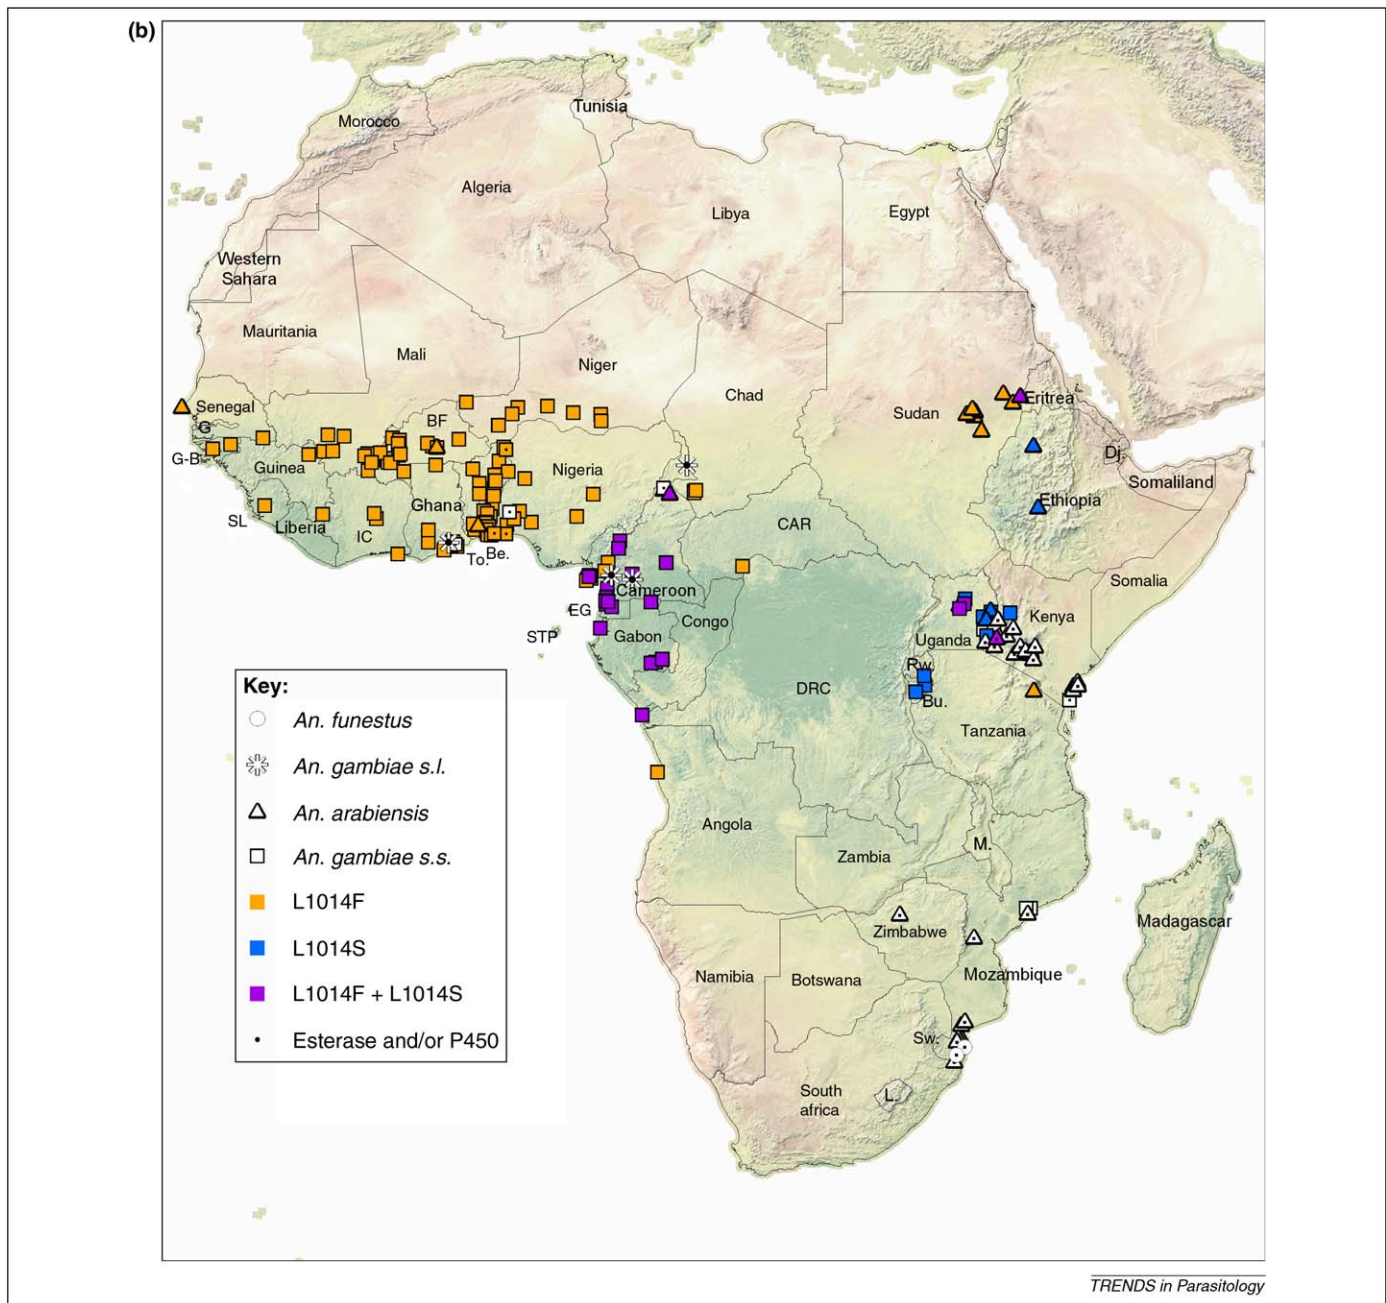 (b)
Tunisia
Morocco
Algeria
Libya
Egypt
Western
Sahara
Mauritania
Mali
Niger
Chad
Sudan
Eritrea
Senegal
G
BF
G-B
Guinea
Nigeria
Dj.
Somaliland
Ethiopia
SL
Liberia
IC
Ghana
To.
Be.
CAR
Cameroon
Somalia
EG
STP
Gabon
Congo
Uganda
Kenya
Rw.
DRC
Bu.
Tanzania
Key:
An. funestus
An. gambiae s.l.
An. arabiensis
An. gambiae s.s.
L1014F
L1014S
L1014F + L1014S
Esterase and/or P450
Angola
Zambia
M.
Zimbabwe
Madagascar
Namibia
Botswana
Mozambique
Sw.
South
africa
L.
TRENDS in Parasitology